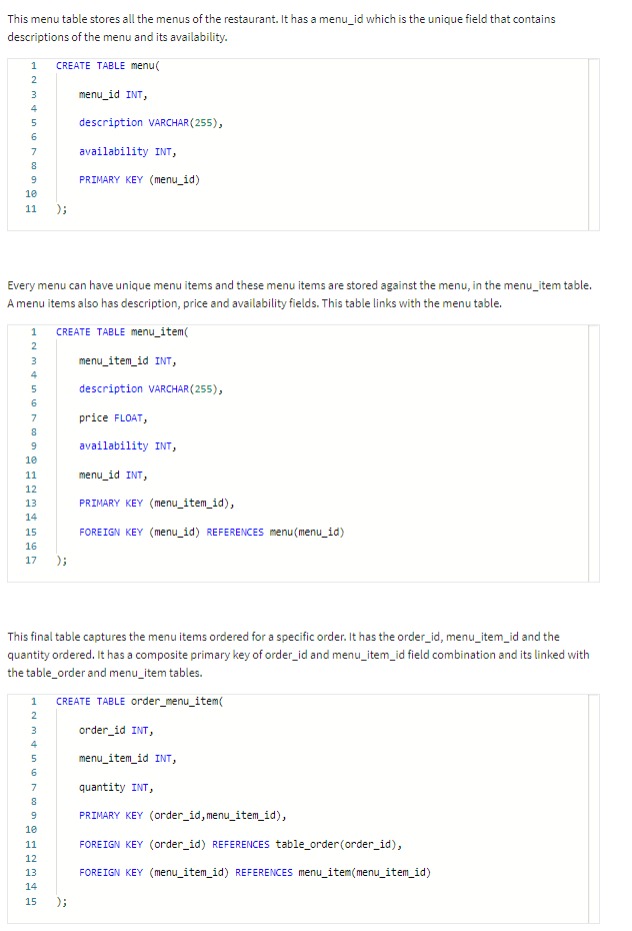 This menu table stores all the menus of the restaurant. It has a menu_id which is the unique field that contains
descriptions of the menu and its availability.
1 CREATE TABLE menu(
2
3 menu_id INT,
4
5 description VARCHAR(255),
6
7 availability INT,
8
9 PRIMARY KEY (menu_id)
10
11 );
Every menu can have unique menu items and these menu items are stored against the menu, in the menu_item table.
A menu items also has description, price and availability fields. This table links with the menu table.
1 CREATE TABLE menu_item(
2
3 menu_item_id INT,
4
5 description VARCHAR(255),
6
7 price FLOAT,
8
9 availability INT,
10
11 menu_id INT,
12
13 PRIMARY KEY (menu_item_id),
14
15 FOREIGN KEY (menu_id) REFERENCES menu(menu_id)
16
17 );
This final table captures the menu items ordered for a specific order. It has the order_id, menu_item_id and the
quantity ordered. It has a composite primary key of order_id and menu_item_id field combination and its linked with
the table_order and menu_item tables.
1 CREATE TABLE order_menu_item(
2
3 order_id INT,
4
5 menu_item_id INT,
6
7 quantity INT,
8
9 PRIMARY KEY (order_id,menu_item_id),
10
11 FOREIGN KEY (order_id) REFERENCES table_order(order_id),
12
13 FOREIGN KEY (menu_item_id) REFERENCES menu_item(menu_item_id)
14
15 );